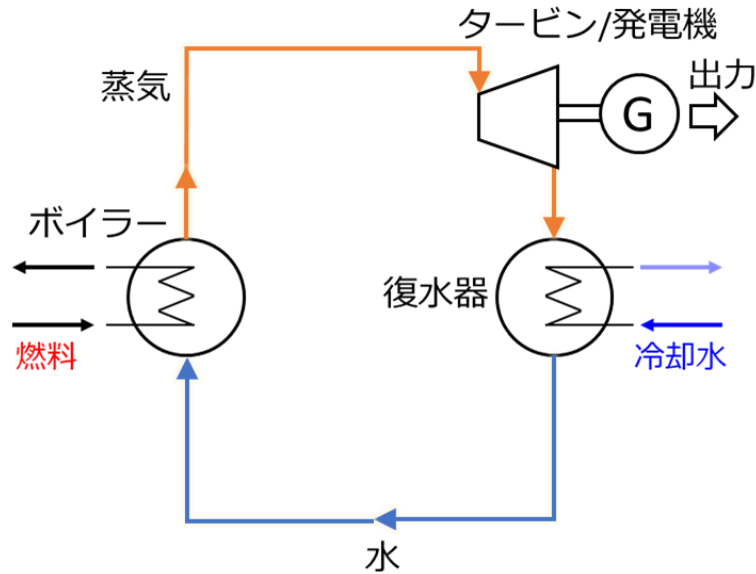 タービン/発電機
出力
蒸気
G
ボイラー
復水器
燃料
冷却水
水